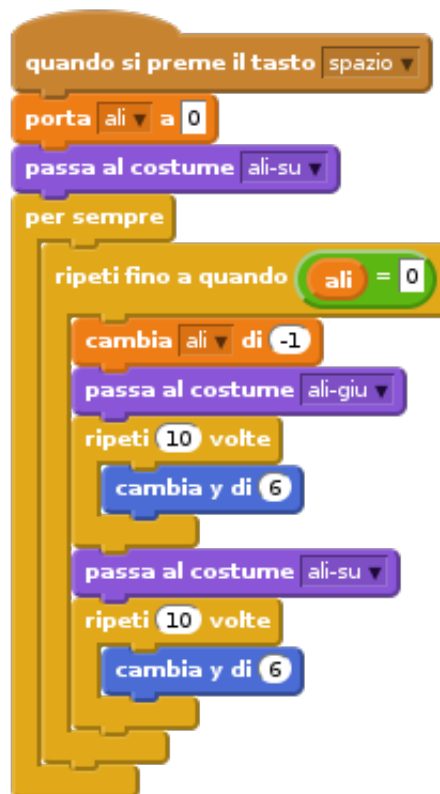 quando si preme il tasto spazio
porta ali a 0
passa al costume ali-su
per sempre
ripeti fino a quando ali = 0
cambia ali di -1
passa al costume ali-giu
ripeti 10 volte
cambia y di 6
passa al costume ali-su
ripeti 10 volte
cambia y di 6